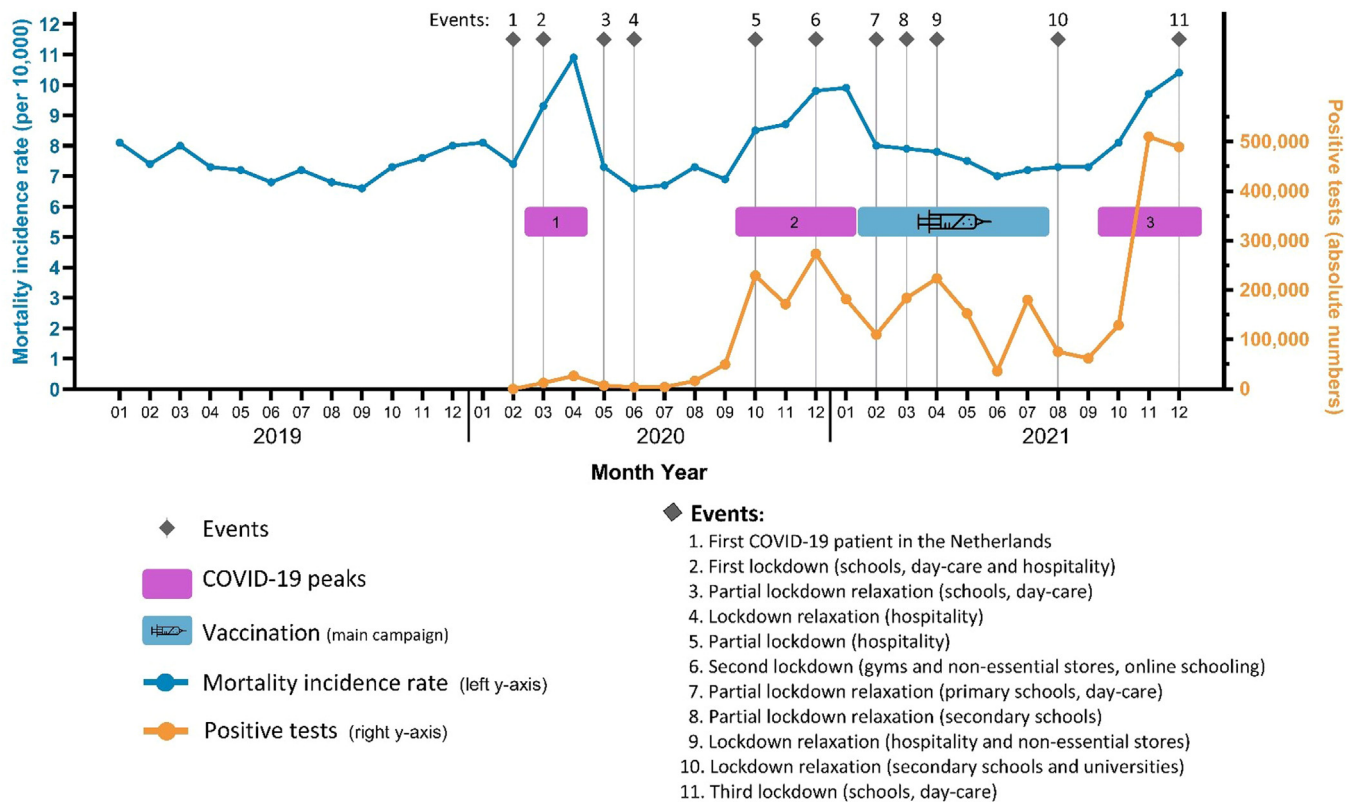 Events: 1 2 3 4 5 6 7 8 9 10 11
Mortality incidence rate (per 10,000)
12
11
10
9
8
7
6
5
4
3
2
1
0
1 2 3
Positive tests (absolute numbers)
500,000
400,000
300,000
200,000
100,000
0
01 02 03 04 05 06 07 08 09 10 11 12 01 02 03 04 05 06 07 08 09 10 11 12 01 02 03 04 05 06 07 08 09 10 11 12
2019 2020 2021
Month Year
Events
COVID-19 peaks
Vaccination (main campaign)
Mortality incidence rate (left y-axis)
Positive tests (right y-axis)
Events:
1. First COVID-19 patient in the Netherlands
2. First lockdown (schools, day-care and hospitality)
3. Partial lockdown relaxation (schools, day-care)
4. Lockdown relaxation (hospitality)
5. Partial lockdown (hospitality)
6. Second lockdown (gyms and non-essential stores, online schooling)
7. Partial lockdown relaxation (primary schools, day-care)
8. Partial lockdown relaxation (secondary schools)
9. Lockdown relaxation (hospitality and non-essential stores)
10. Lockdown relaxation (secondary schools and universities)
11. Third lockdown (schools, day-care)